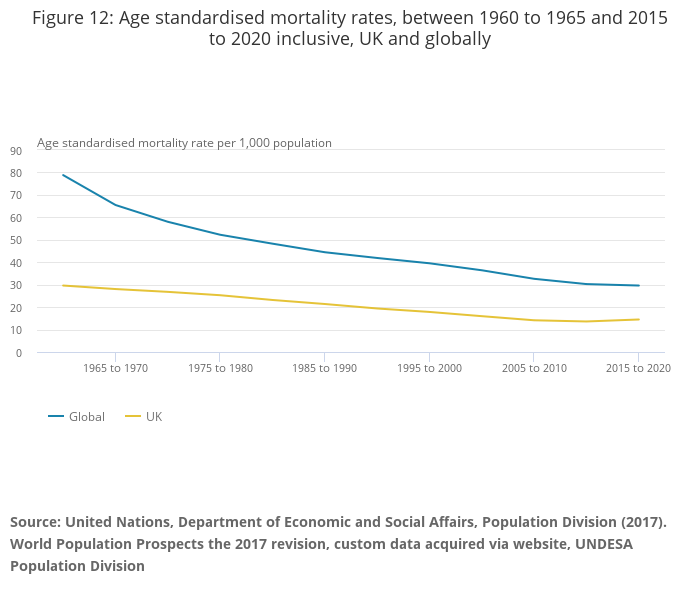 Figure 12: Age standardised mortality rates, between 1960 to 1965 and 2015
to 2020 inclusive, UK and globally
Age standardised mortality rate per 1,000 population
90
80
70
60
50
40
30
20
10
0
1965 to 1970
1975 to 1980
1985 to 1990
1995 to 2000
2005 to 2010
2015 to 2020
Global
UK
Source: United Nations, Department of Economic and Social Affairs, Population Division (2017).
World Population Prospects the 2017 revision, custom data acquired via website, UNDESA
Population Division